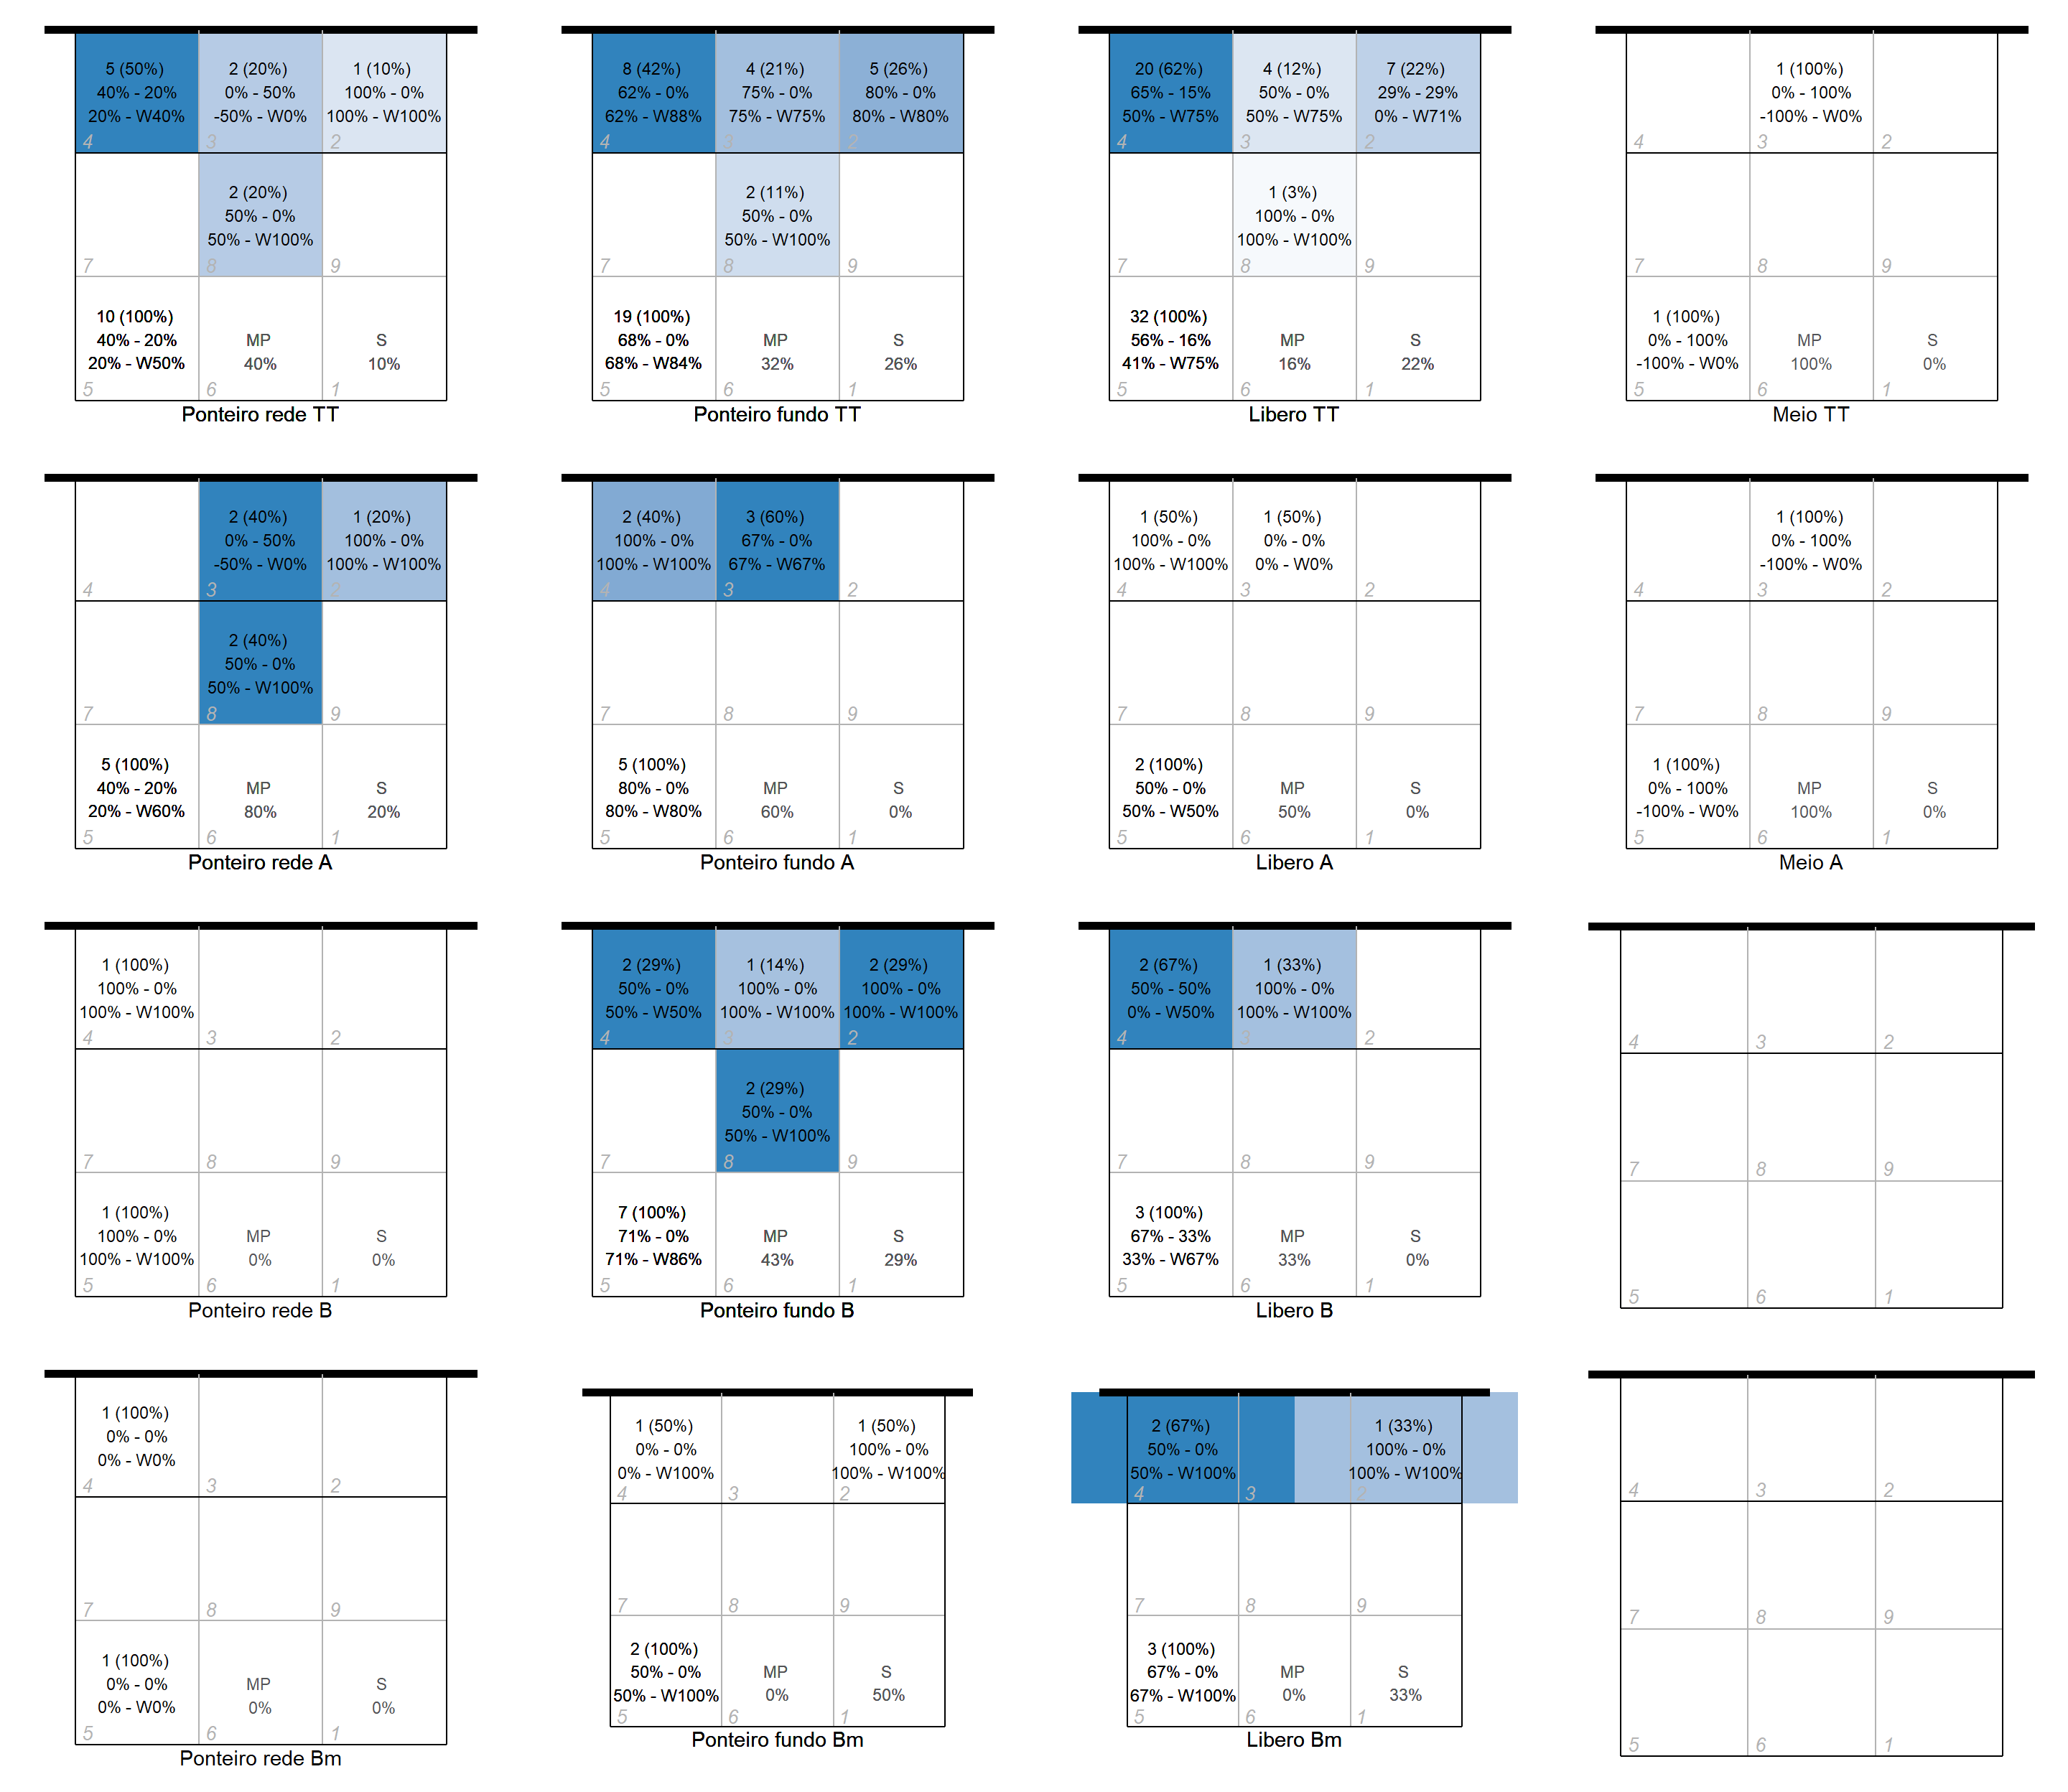 5 (50%)
40% - 20%
20% - W40%
4
2 (20%)
0% - 50%
-50% - W0%
3
1 (10%)
100% - 0%
100% - W100%
2
7
2 (20%)
50% - 0%
50% - W100%
8
9
10 (100%)
40% - 20%
20% - W50%
5
MP
40%
6
S
10%
1
Ponteiro rede TT
8 (42%)
62% - 0%
62% - W88%
4
4 (21%)
75% - 0%
75% - W75%
3
5 (26%)
80% - 0%
80% - W80%
2
7
2 (11%)
50% - 0%
50% - W100%
8
9
19 (100%)
68% - 0%
68% - W84%
5
MP
32%
6
S
26%
1
Ponteiro fundo TT
20 (62%)
65% - 15%
50% - W75%
4
4 (12%)
50% - 0%
50% - W75%
3
7 (22%)
29% - 29%
0% - W71%
2
7
1 (3%)
100% - 0%
100% - W100%
8
9
32 (100%)
56% - 16%
41% - W75%
5
MP
16%
6
S
22%
1
Libero TT
4
1 (100%)
0% - 100%
-100% - W0%
3
2
7
8
9
1 (100%)
0% - 100%
-100% - W0%
5
MP
100%
6
S
0%
1
Meio TT
4
2 (40%)
0% - 50%
-50% - W0%
3
1 (20%)
100% - 0%
100% - W100%
2
7
2 (40%)
50% - 0%
50% - W100%
8
9
5 (100%)
40% - 20%
20% - W60%
5
MP
80%
6
S
20%
1
Ponteiro rede A
2 (40%)
100% - 0%
100% - W100%
4
3 (60%)
67% - 0%
67% - W67%
3
2
7
8
9
5 (100%)
80% - 0%
80% - W80%
5
MP
60%
6
S
0%
1
Ponteiro fundo A
1 (50%)
100% - 0%
100% - W100%
4
1 (50%)
0% - 0%
0% - W0%
3
2
7
8
9
2 (100%)
50% - 0%
50% - W50%
5
MP
50%
6
S
0%
1
Libero A
4
1 (100%)
0% - 100%
-100% - W0%
3
2
7
8
9
1 (100%)
0% - 100%
-100% - W0%
5
MP
100%
6
S
0%
1
Meio A
1 (100%)
100% - 0%
100% - W100%
4
3
2
7
8
9
1 (100%)
100% - 0%
100% - W100%
5
MP
0%
6
S
0%
1
Ponteiro rede B
2 (29%)
50% - 0%
50% - W50%
4
1 (14%)
100% - 0%
100% - W100%
3
2 (29%)
100% - 0%
100% - W100%
2
7
2 (29%)
50% - 0%
50% - W100%
8
9
7 (100%)
71% - 0%
71% - W86%
5
MP
43%
6
S
29%
1
Ponteiro fundo B
2 (67%)
50% - 50%
0% - W50%
4
1 (33%)
100% - 0%
100% - W100%
3
2
7
8
9
3 (100%)
67% - 33%
33% - W67%
5
MP
33%
6
S
0%
1
Libero B
4
3
2
7
8
9
5
6
1
1 (100%)
0% - 0%
0% - W0%
4
3
2
7
8
9
1 (100%)
0% - 0%
0% - W0%
5
MP
0%
6
S
0%
1
Ponteiro rede Bm
1 (50%)
0% - 0%
0% - W100%
4
3
1 (50%)
100% - 0%
100% - W100%
2
7
8
9
2 (100%)
50% - 0%
50% - W100%
5
MP
0%
6
S
50%
1
Ponteiro fundo Bm
2 (67%)
50% - 0%
50% - W100%
4
3
1 (33%)
100% - 0%
100% - W100%
2
7
8
9
3 (100%)
67% - 0%
67% - W100%
5
MP
0%
6
S
33%
1
Libero Bm
4
3
2
7
8
9
5
6
1